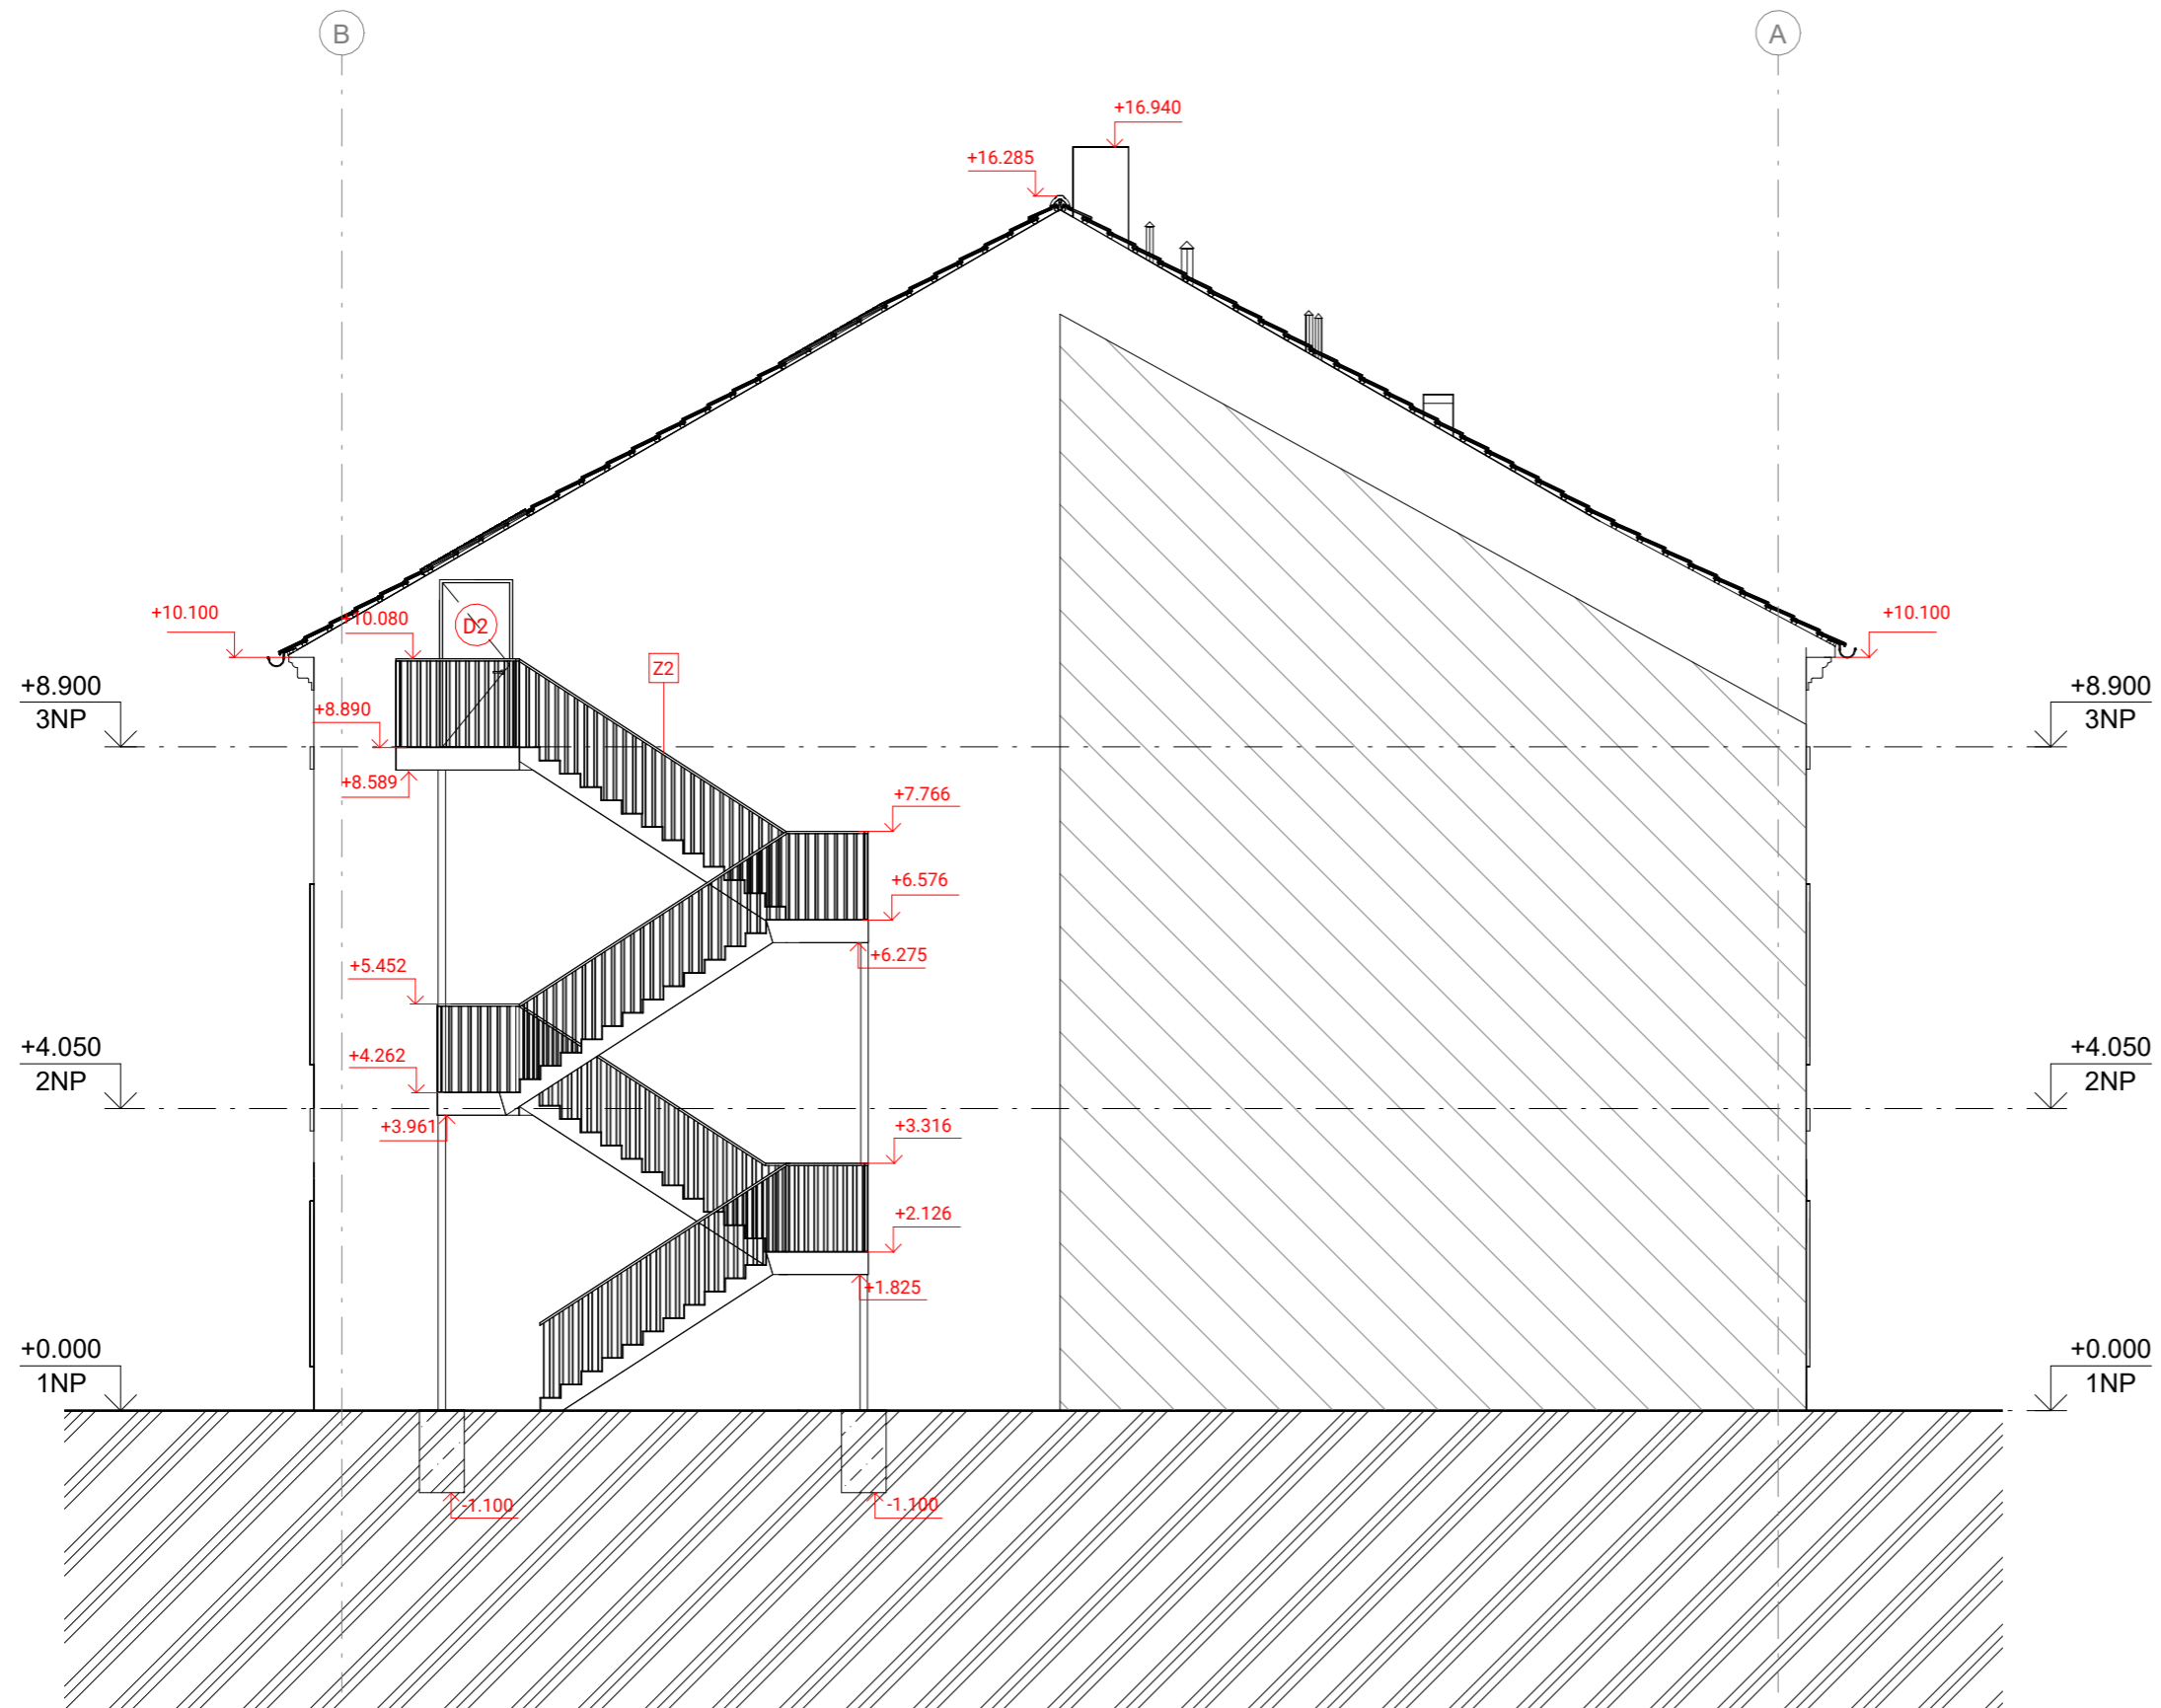 B
A
+16.940
+16.285
+10.100
+10.080
D2
+10.100
Z2
+8.900
3NP
+8.890
+8.900
3NP
+8.589
+7.766
+6.576
+6.275
+5.452
+4.262
+4.050
2NP
+4.050
2NP
+3.961
+3.316
+2.126
+1.825
+0.000
1NP
+0.000
1NP
-1.100
-1.100